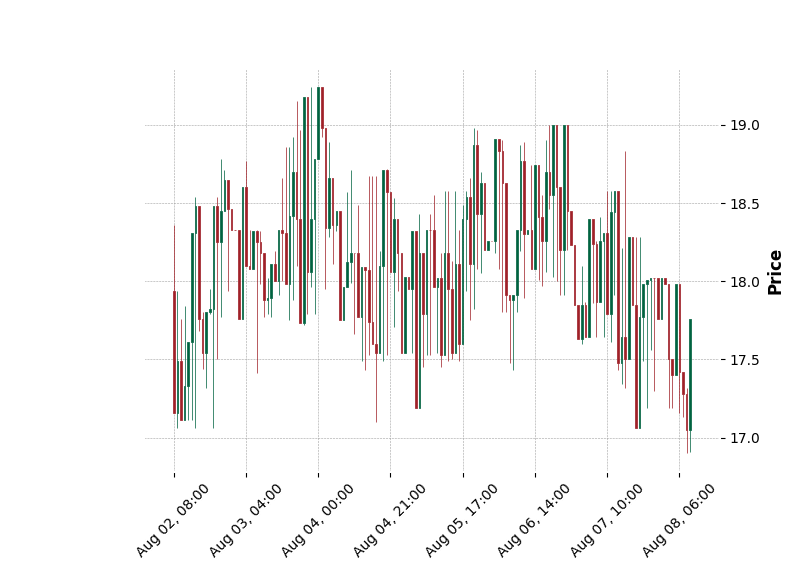 19.0
18.5
18.0
17.5
17.0
Price
Aug 02, 08:00
Aug 03, 04:00
Aug 04, 00:00
Aug 04, 21:00
Aug 05, 17:00
Aug 06, 14:00
Aug 07, 10:00
Aug 08, 06:00